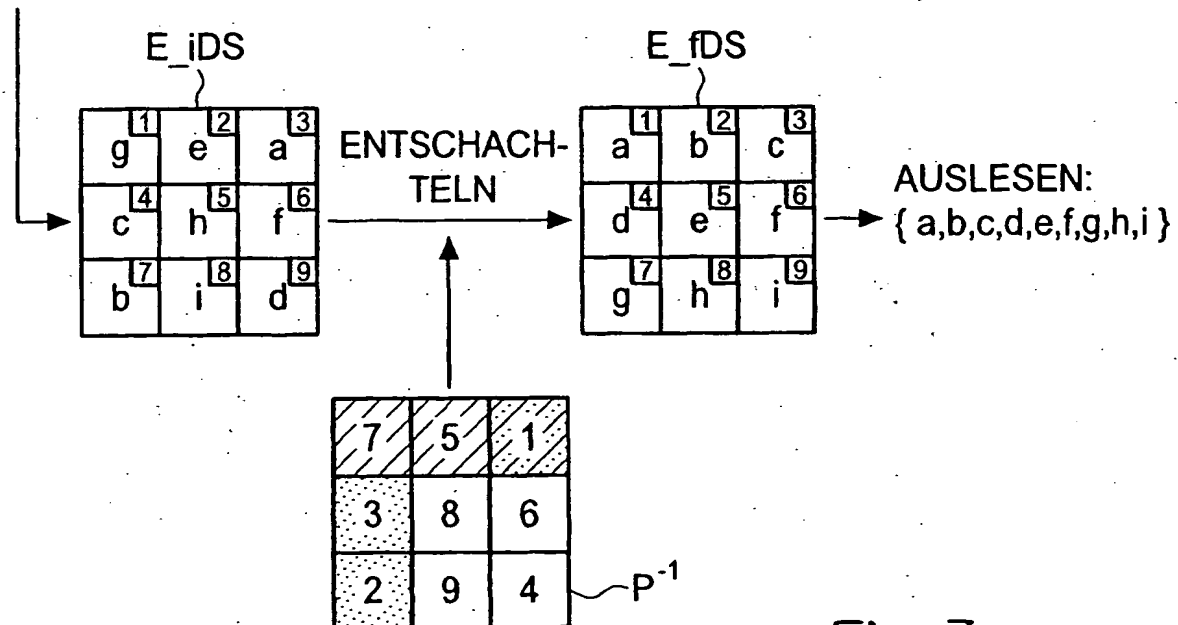 E_iDS
E_fDS
1 2 3
g e a
4 5 6
c h f
7 8 9
b i d
ENTSCHACH-
TELN
1 2 3
a b c
4 5 6
d e f
7 8 9
g h i
AUSLESEN:
{ a,b,c,d,e,f,g,h,i }
7 5 1
3 8 6
2 9 4
P⁻¹